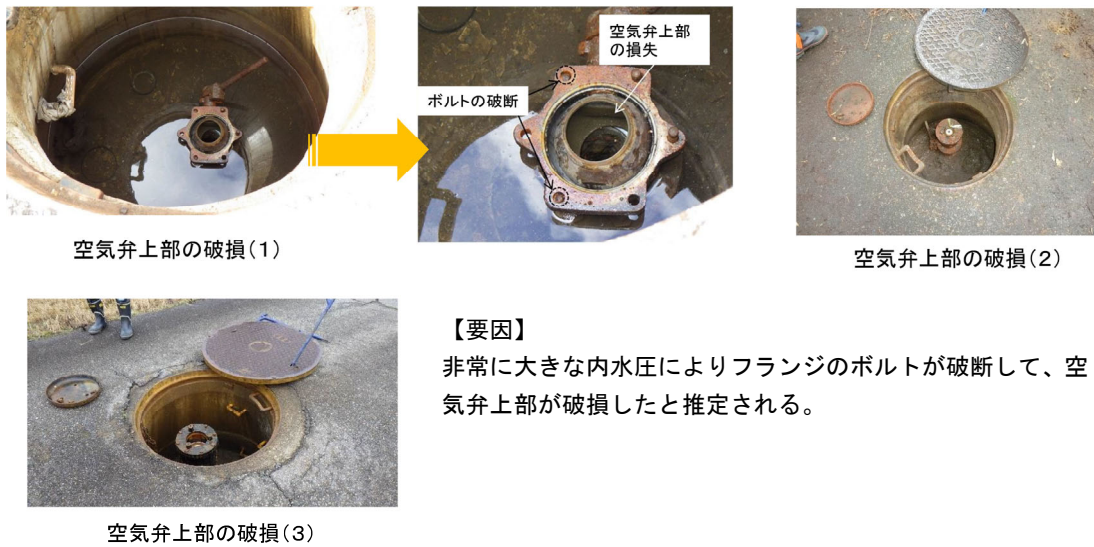 空気弁上部
の損失
ボルトの破断
空気弁上部の破損(1)
空気弁上部の破損(2)
【要因】
非常に大きな内水圧によりフランジのボルトが破断して、空
気弁上部が破損したと推定される。
空気弁上部の破損(3)